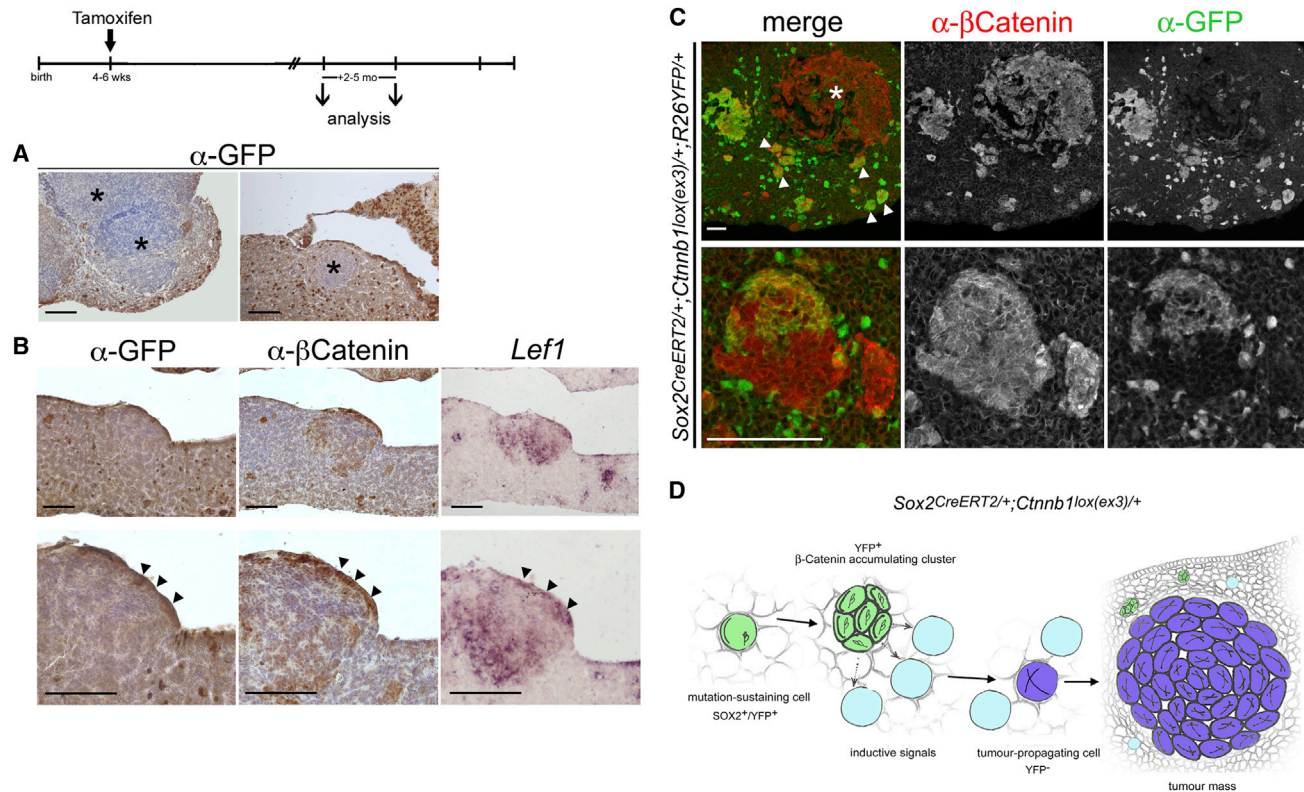 Tamoxifen
birth
4-6 wks
+2-5 mo
analysis
A
α-GFP
*
*
*
B
α-GFP
α-βCatenin
Lef1
C
merge
α-βCatenin
α-GFP
Sox2CreERT2/+;Ctnnb1lox(ex3)/+;R26YFP/+
*
D
Sox2CreERT2/+;Ctnnb1lox(ex3)/+
YFP+
β-Catenin accumulating cluster
β
β
β
β
β
mutation-sustaining cell
SOX2+/YFP+
inductive signals
tumour-propagating cell
YFP-
tumour mass